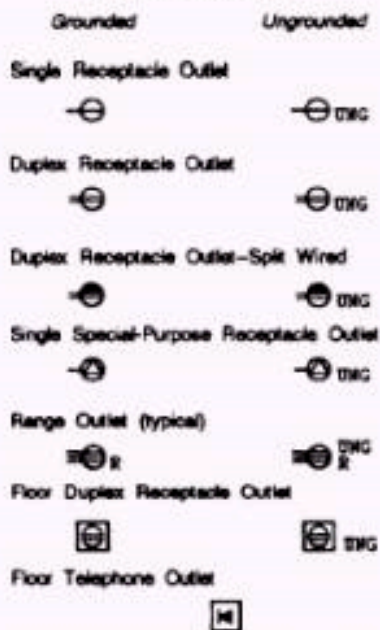 Grounded Ungrounded
Single Receptacle Outlet
UNG
Duplex Receptacle Outlet
UNG
Duplex Receptacle Outlet-Split Wired
UNG
Single Special-Purpose Receptacle Outlet
UNG
Range Outlet (typical)
R UNG R
Floor Duplex Receptacle Outlet
UNG
Floor Telephone Outlet